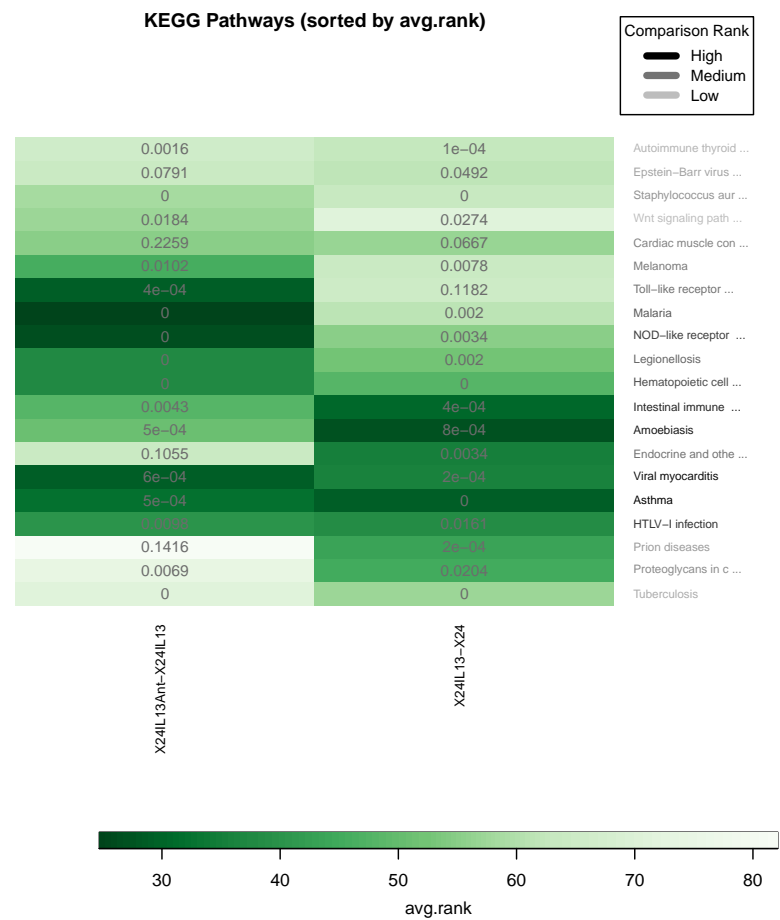 KEGG Pathways (sorted by avg.rank)
Comparison Rank
High
Medium
Low
0.0016 1e−04 Autoimmune thyroid ...
0.0791 0.0492 Epstein−Barr virus ...
0 0 Staphylococcus aur ...
0.0184 0.0274 Wnt signaling path ...
0.2259 0.0667 Cardiac muscle con ...
0.0102 0.0078 Melanoma
4e−04 0.1182 Toll−like receptor ...
0 0.002 Malaria
0 0.0034 NOD−like receptor ...
0 0.002 Legionellosis
0 0 Hematopoietic cell ...
0.0043 4e−04 Intestinal immune ...
5e−04 8e−04 Amoebiasis
0.1055 0.0034 Endocrine and othe ...
6e−04 2e−04 Viral myocarditis
5e−04 0 Asthma
0.0098 0.0161 HTLV−I infection
0.1416 2e−04 Prion diseases
0.0069 0.0204 Proteoglycans in c ...
0 0 Tuberculosis
X24IL13Ant−X24IL13
X24IL13−X24
30 40 50 60 70 80
avg.rank